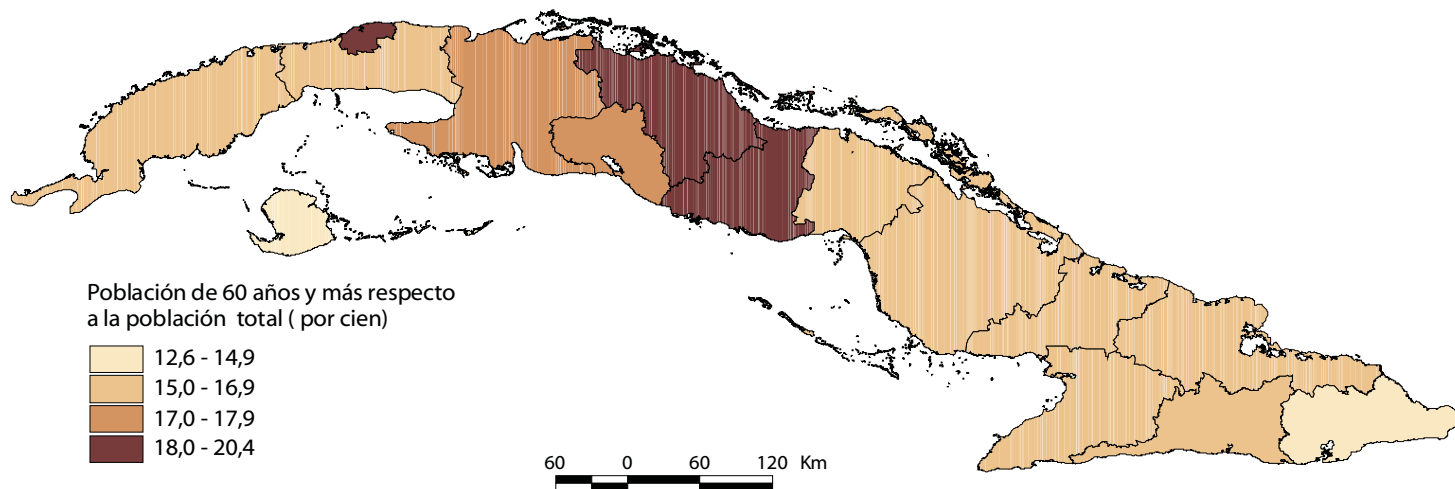 Población de 60 años y más respecto
a la población total ( por cien)
12,6 - 14,9
15,0 - 16,9
17,0 - 17,9
18,0 - 20,4
60 0 60 120 Km